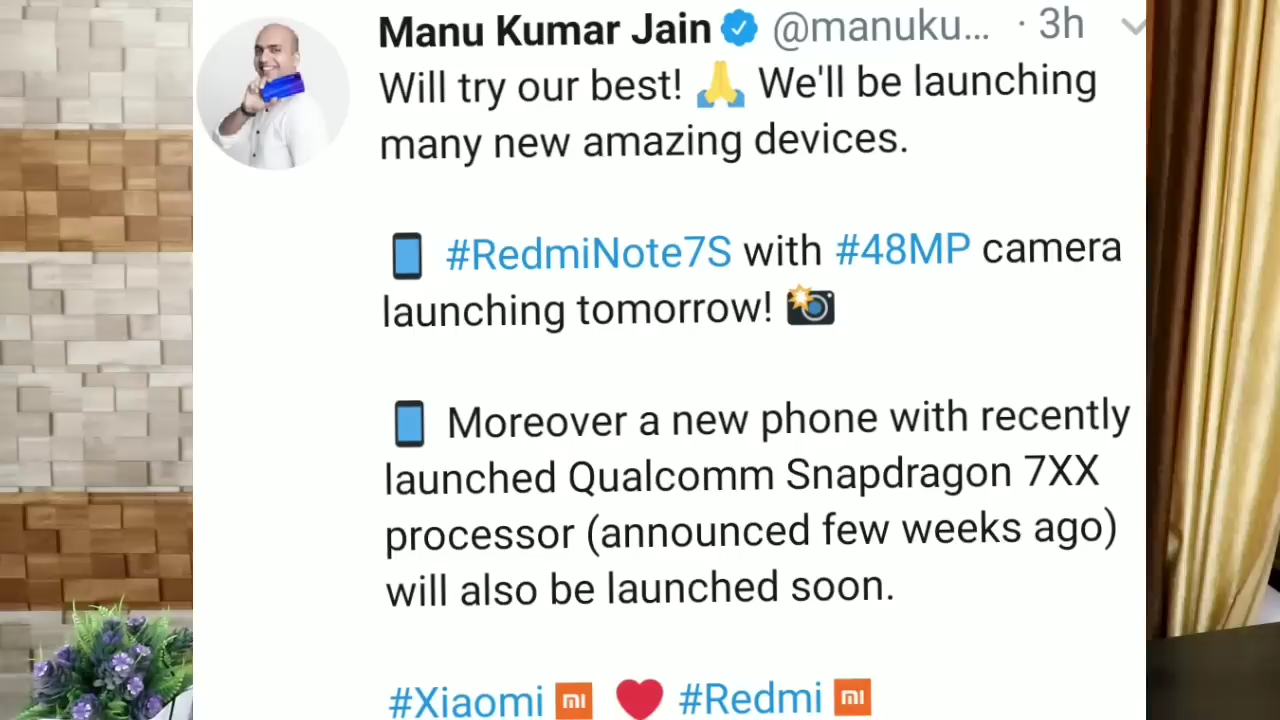 Manu Kumar Jain @manuku... · 3h
Will try our best! 🙏 We'll be launching
many new amazing devices.
📱 #RedmiNote7S with #48MP camera
launching tomorrow! 📸
📱 Moreover a new phone with recently
launched Qualcomm Snapdragon 7XX
processor (announced few weeks ago)
will also be launched soon.
#Xiaomi MI ❤️ #Redmi MI